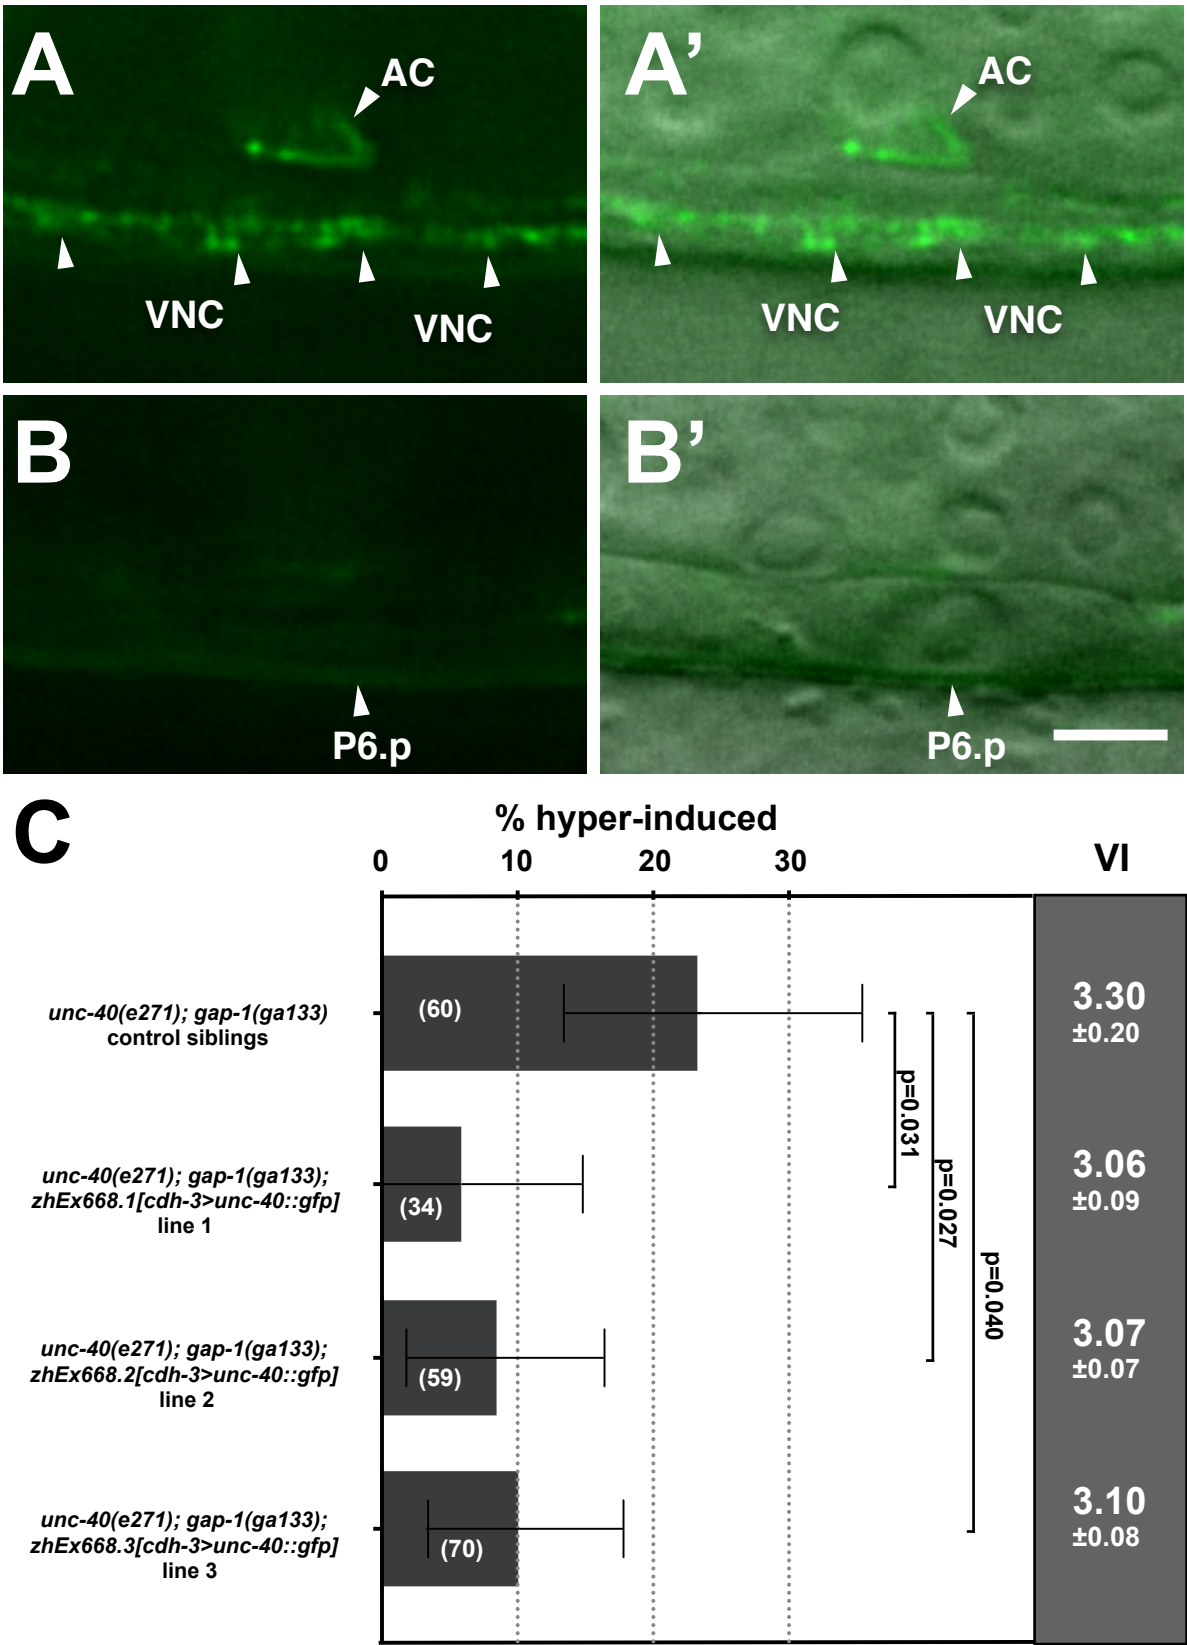 A
AC
VNC
VNC
A’
AC
VNC
VNC
B
P6.p
B’
P6.p
C
% hyper-induced
0 10 20 30
VI
unc-40(e271); gap-1(ga133)
control siblings
(60)
3.30
±0.20
p=0.031
unc-40(e271); gap-1(ga133);
zhEx668.1[cdh-3>unc-40::gfp]
line 1
(34)
3.06
±0.09
p=0.027
unc-40(e271); gap-1(ga133);
zhEx668.2[cdh-3>unc-40::gfp]
line 2
(59)
3.07
±0.07
p=0.040
unc-40(e271); gap-1(ga133);
zhEx668.3[cdh-3>unc-40::gfp]
line 3
(70)
3.10
±0.08